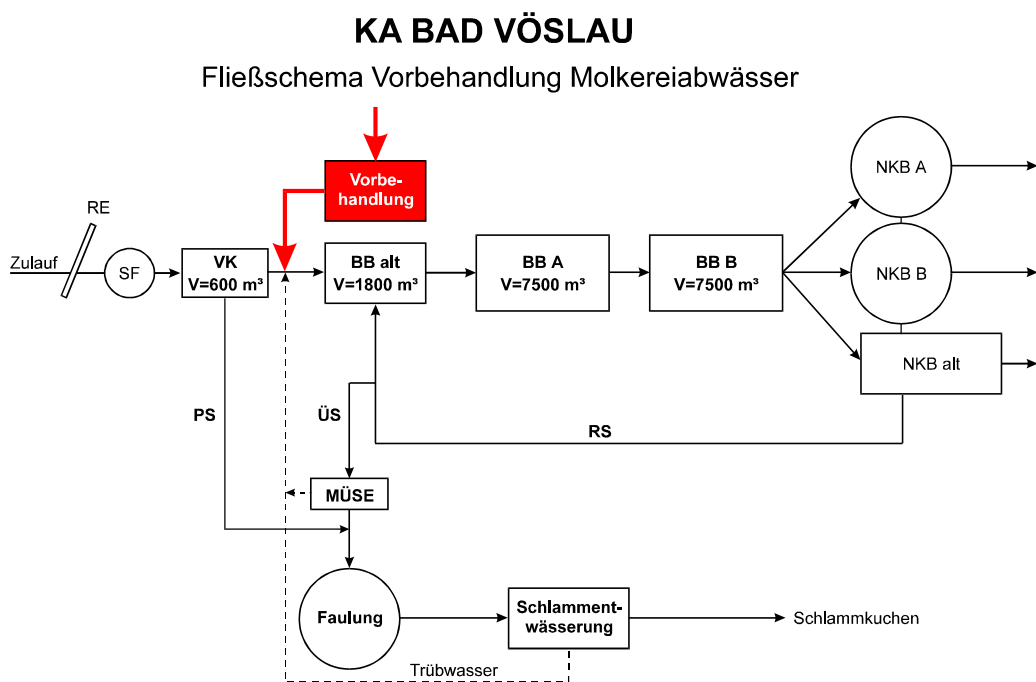 KA BAD VÖSLAU
Fließschema Vorbehandlung Molkereiabwässer
Vorbe-
handlung
NKB A
RE
Zulauf
SF
VK
V=600 m³
BB alt
V=1800 m³
BB A
V=7500 m³
BB B
V=7500 m³
NKB B
NKB alt
PS
ÜS
RS
MÜSE
Faulung
Schlamment-
wässerung
Schlammkuchen
Trübwasser